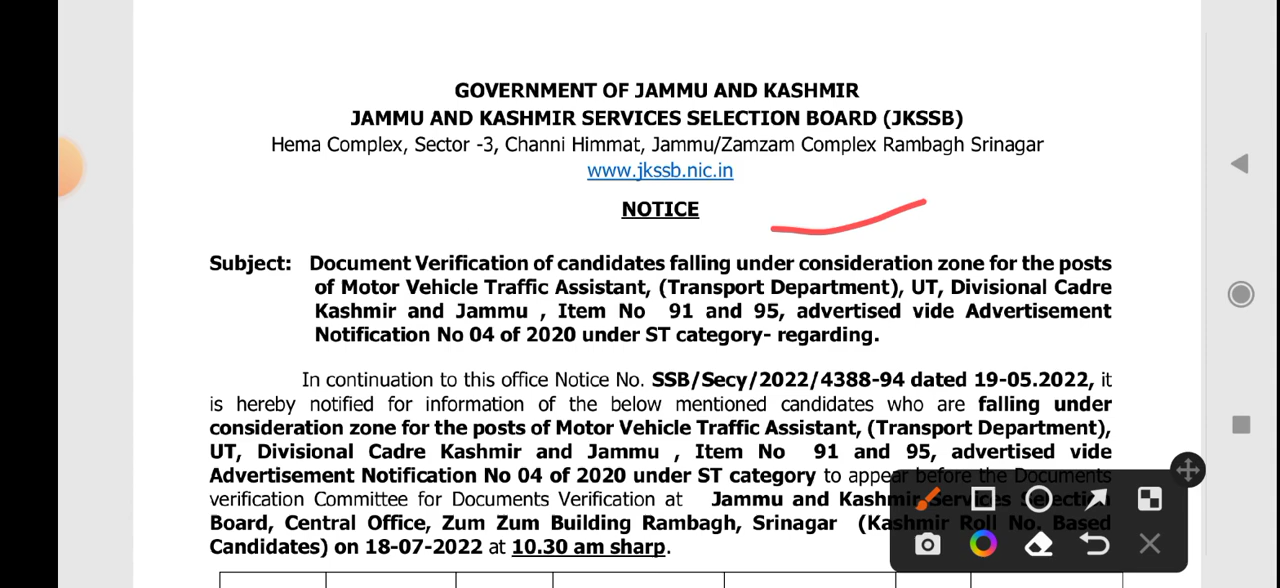 GOVERNMENT OF JAMMU AND KASHMIR
JAMMU AND KASHMIR SERVICES SELECTION BOARD (JKSSB)
Hema Complex, Sector -3, Channi Himmat, Jammu/Zamzam Complex Rambagh Srinagar
www.jkssb.nic.in
NOTICE
Subject: Document Verification of candidates falling under consideration zone for the posts
of Motor Vehicle Traffic Assistant, (Transport Department), UT, Divisional Cadre
Kashmir and Jammu , Item No 91 and 95, advertised vide Advertisement
Notification No 04 of 2020 under ST category- regarding.
In continuation to this office Notice No. SSB/Secy/2022/4388-94 dated 19-05.2022, it
is hereby notified for information of the below mentioned candidates who are falling under
consideration zone for the posts of Motor Vehicle Traffic Assistant, (Transport Department),
UT, Divisional Cadre Kashmir and Jammu , Item No 91 and 95, advertised vide
Advertisement Notification No 04 of 2020 under ST category to appear before the Documents
verification Committee for Documents Verification at Jammu and Kashmir Services Selection
Board, Central Office, Zum Zum Building Rambagh, Srinagar (Kashmir Roll No. Based
Candidates) on 18-07-2022 at 10.30 am sharp.